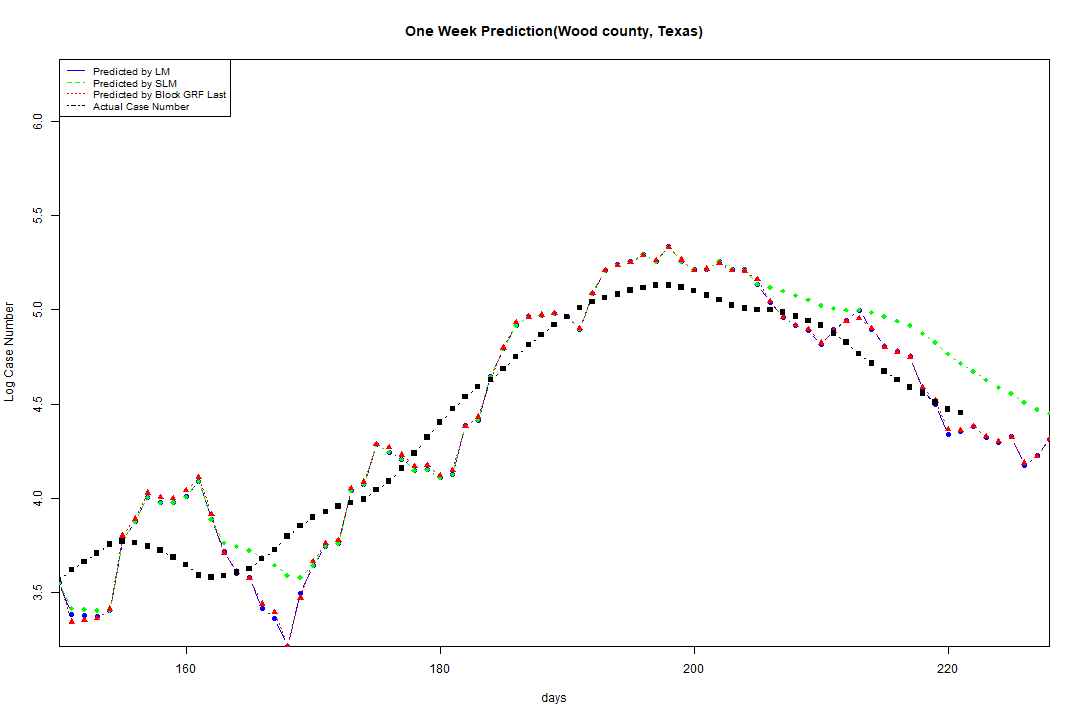 One Week Prediction(Wood county, Texas)
Predicted by LM
Predicted by SLM
Predicted by Block GRF Last
Actual Case Number
6.0
5.5
5.0
4.5
4.0
3.5
Log Case Number
160
180
200
220
days